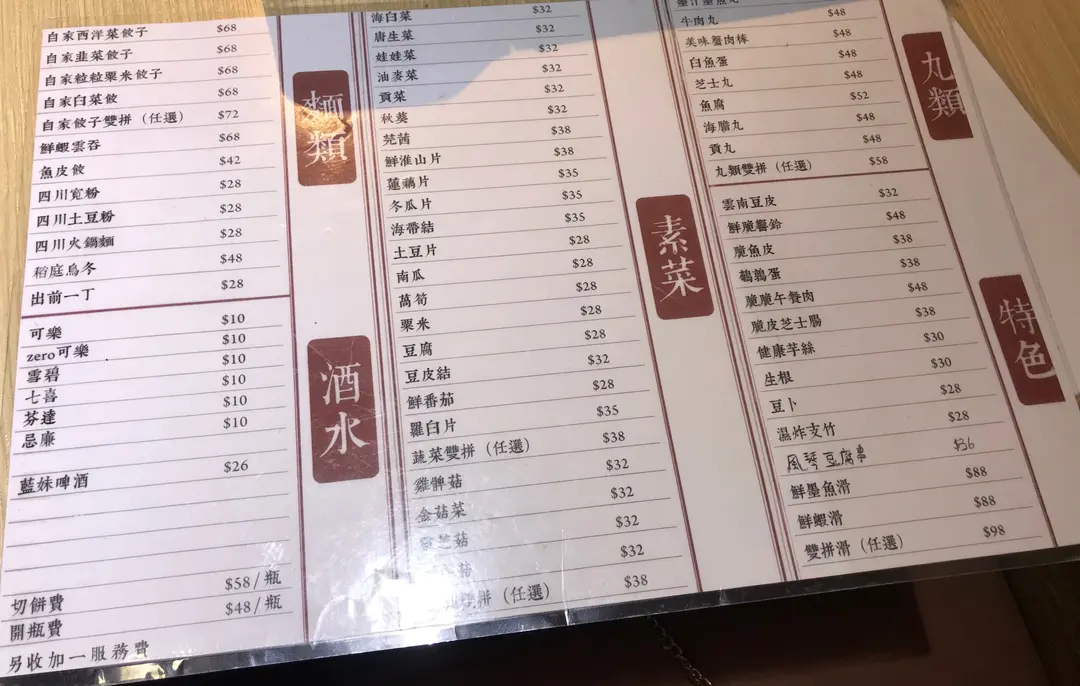 自家西洋菜餃子 $68
自家韭菜餃子 $68
自家粒粒粟米餃子 $68
自家白菜餃 $68
自家餃子雙拼（任選） $72
鮮蝦雲吞 $68
魚皮餃 $42
四川寬粉 $28
四川土豆粉 $28
四川火鍋麵 $28
稻庭烏冬 $48
出前一丁 $28
麵類
可樂 $10
zero可樂 $10
雪碧 $10
七喜 $10
芬達 $10
忌廉 $10
藍妹啤酒 $26
酒水
切餅費 $58/瓶
開瓶費 $48/瓶
另收加一服務費
海白菜 $32
唐生菜 $32
娃娃菜 $32
油麥菜 $32
貢菜 $32
秋葵 $32
芫茜 $38
鮮淮山片 $38
蓮藕片 $35
冬瓜片 $35
海帶結 $35
土豆片 $28
南瓜 $28
萵筍 $28
粟米 $28
豆腐 $28
豆皮結 $32
鮮番茄 $28
羅白片 $35
蔬菜雙拼（任選） $38
雞髀菇 $32
金菇菜 $32
芝菇 $32
菇 $32
拼（任選） $38
素菜
牛肉丸 $48
美味蟹肉棒 $48
白魚蛋 $48
芝士丸 $48
魚腐 $52
海膽丸 $48
貢丸 $48
丸類雙拼（任選） $58
丸類
雲南豆皮 $32
鮮脆響鈴 $48
脆魚皮 $38
鵪鶉蛋 $38
脆脆午餐肉 $48
脆皮芝士腸 $38
健康芋絲 $30
生根 $30
豆卜 $28
濕炸支竹 $28
風琴豆腐串 $36
鮮墨魚滑 $88
鮮蝦滑 $88
雙拼滑（任選） $98
特色